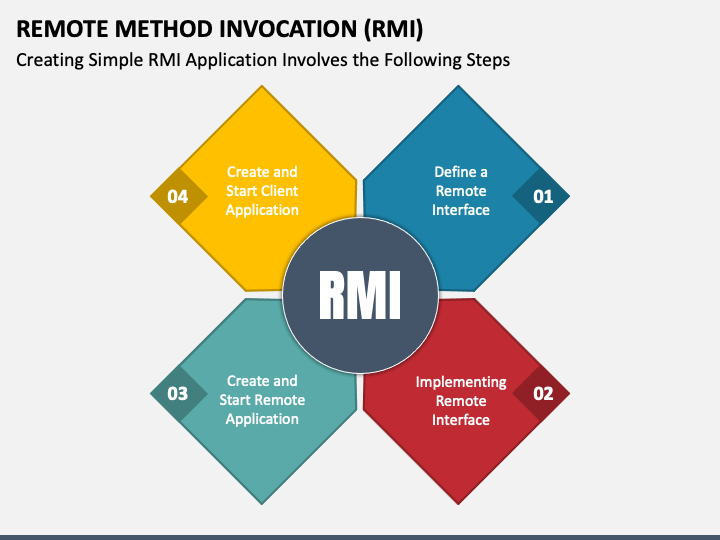 REMOTE METHOD INVOCATION (RMI)
Creating Simple RMI Application Involves the Following Steps
Define a
Remote
Interface
01
Implementing
Remote
Interface
02
Create and
Start Remote
Application
03
Create and
Start Client
Application
04
RMI